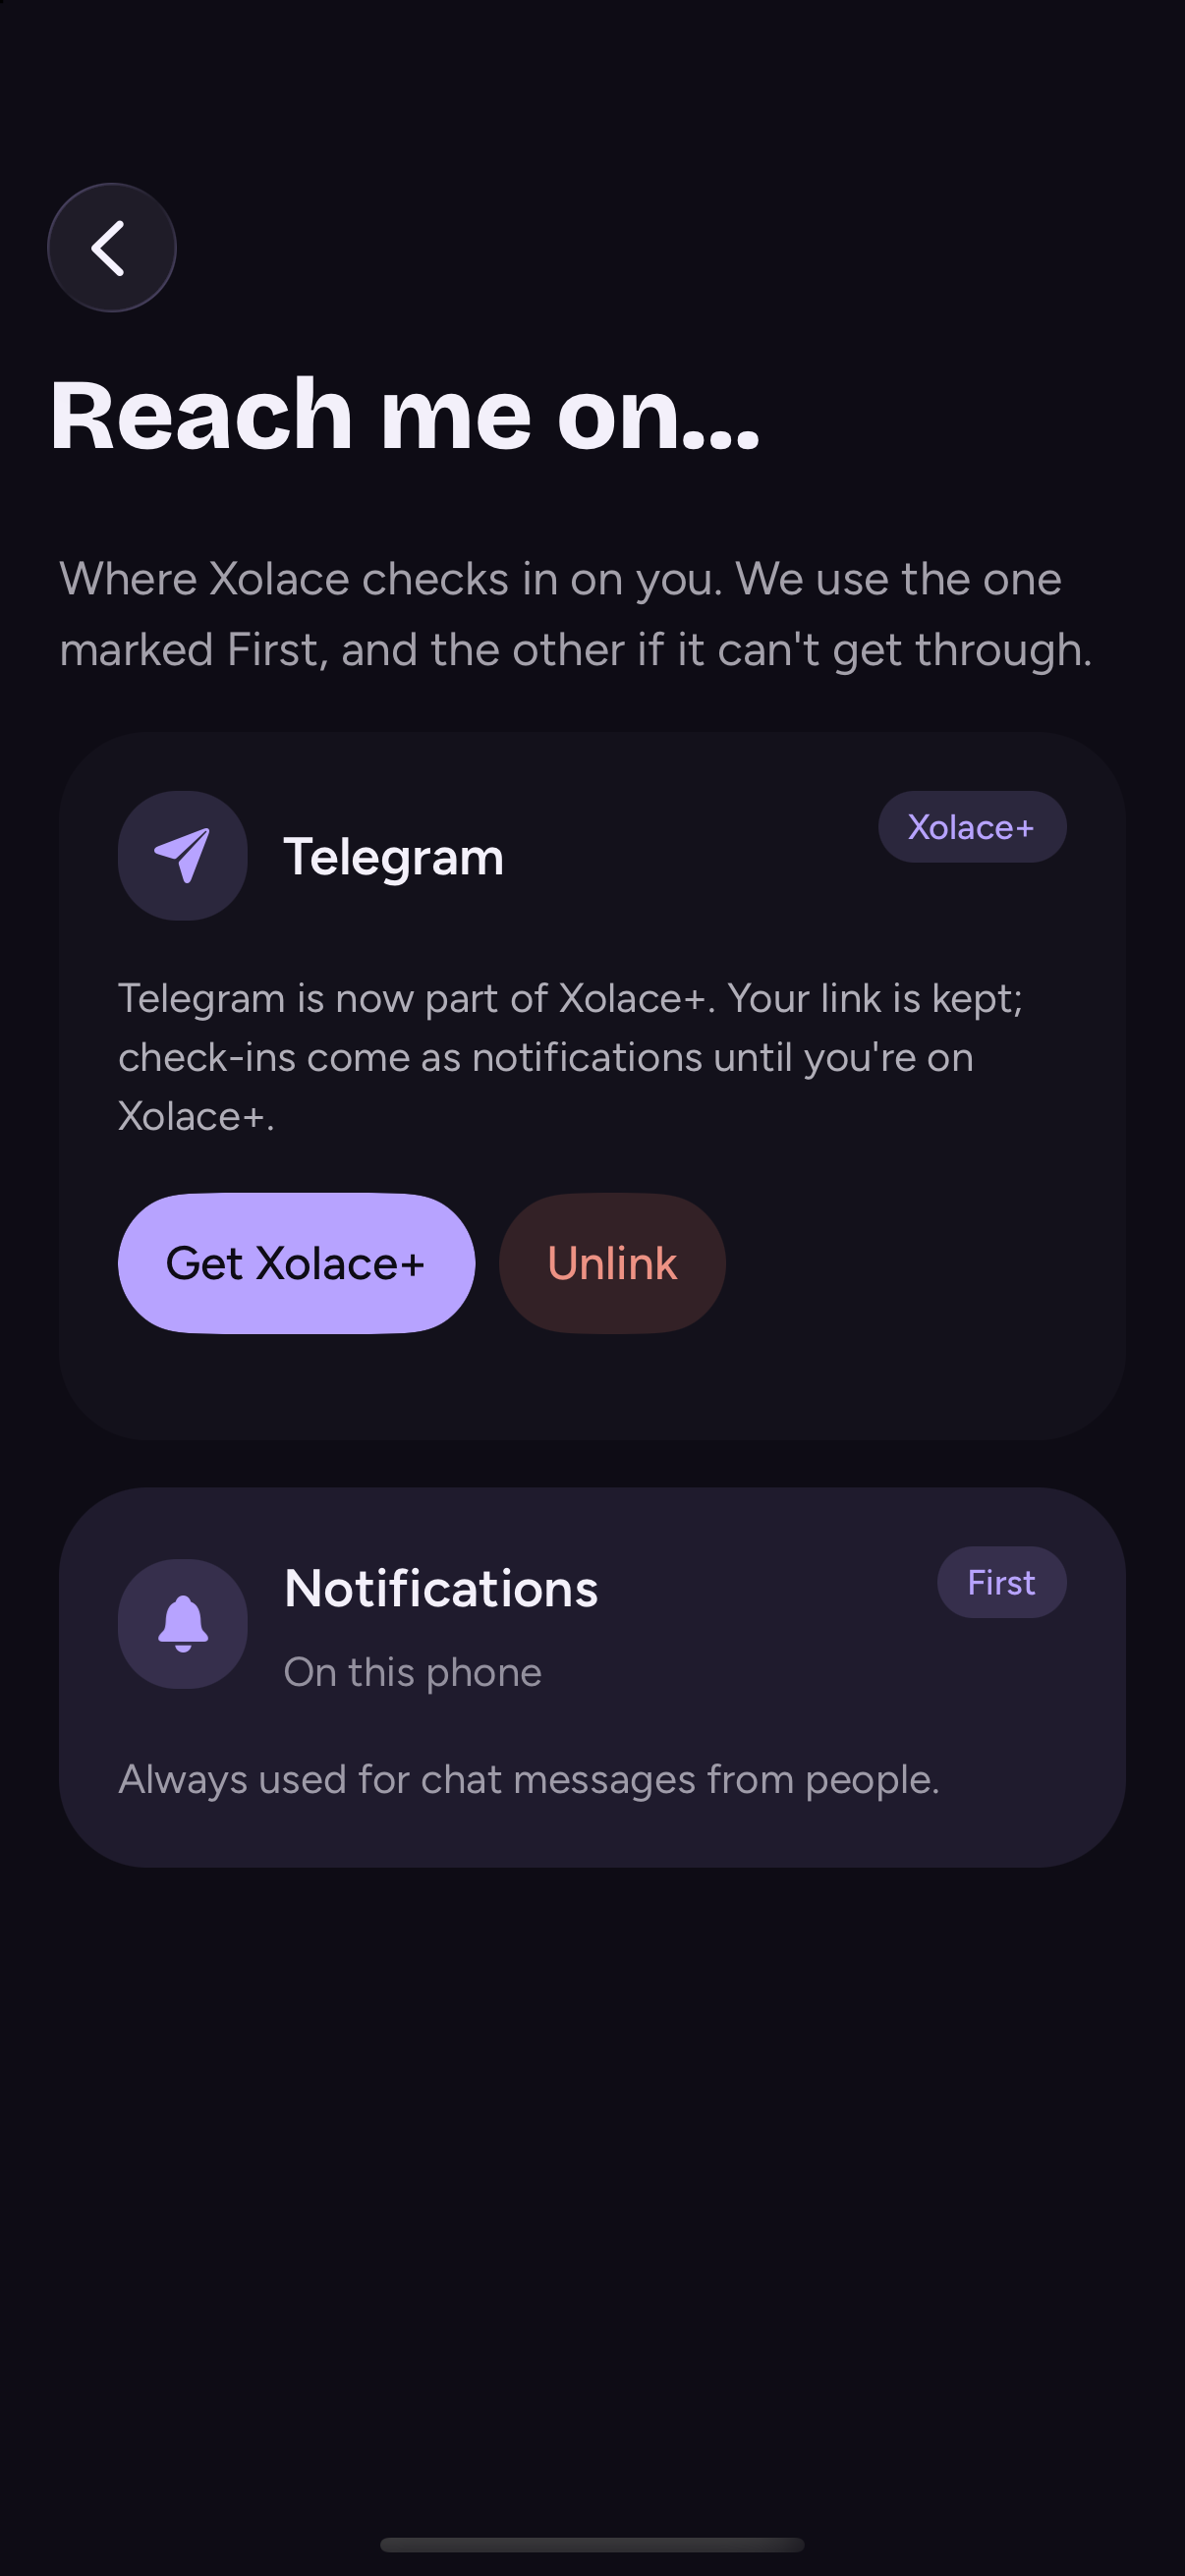 Reach me on...
Where Xolace checks in on you. We use the one
marked First, and the other if it can't get through.
Telegram
Xolace+
Telegram is now part of Xolace+. Your link is kept;
check-ins come as notifications until you're on
Xolace+.
Get Xolace+
Unlink
Notifications
First
On this phone
Always used for chat messages from people.